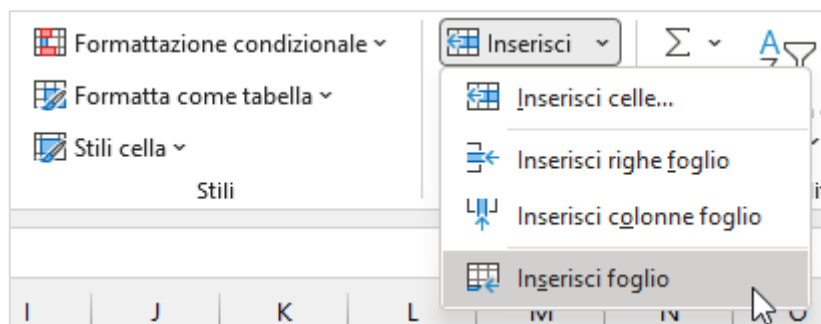 Formattazione condizionale
Formatta come tabella
Stili cella
Stili
Inserisci
Inserisci celle...
Inserisci righe foglio
Inserisci colonne foglio
Inserisci foglio
I J K L M N O